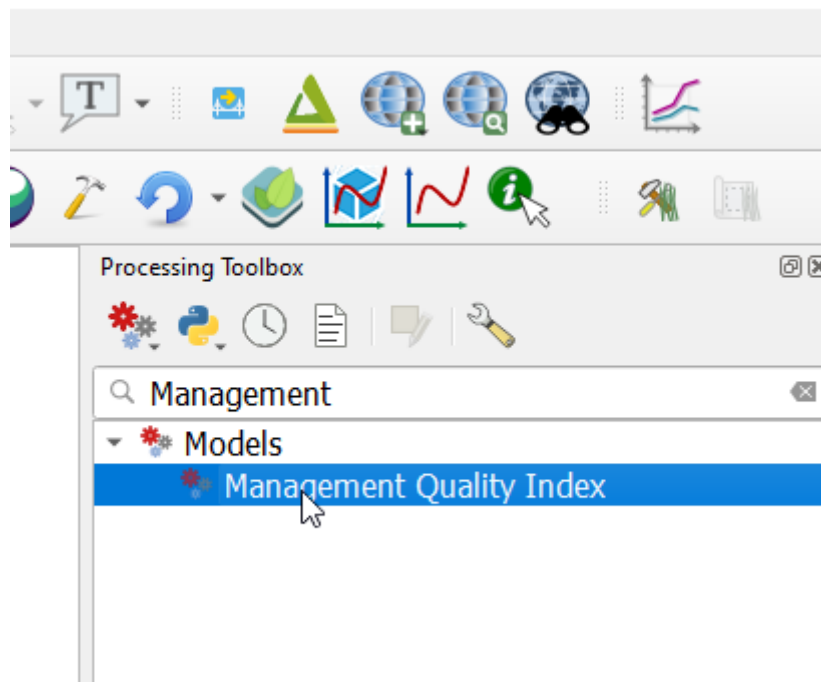 T
Processing Toolbox
Management
Models
Management Quality Index